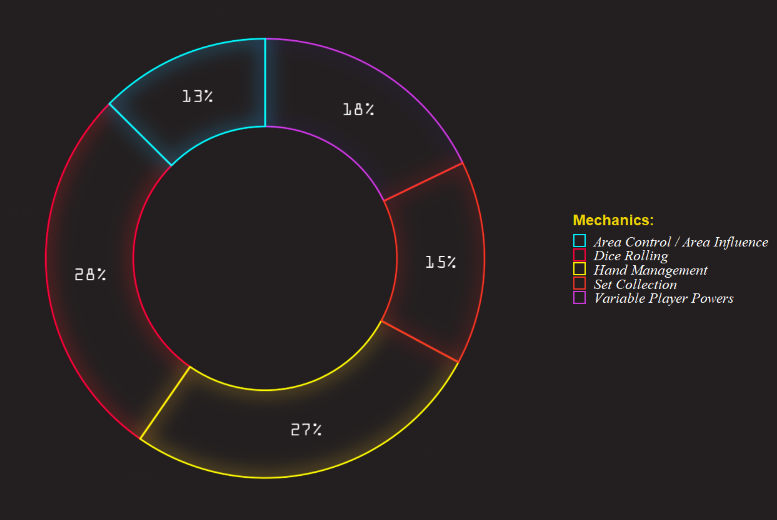 13%
18%
15%
28%
27%
Mechanics:
Area Control / Area Influence
Dice Rolling
Hand Management
Set Collection
Variable Player Powers